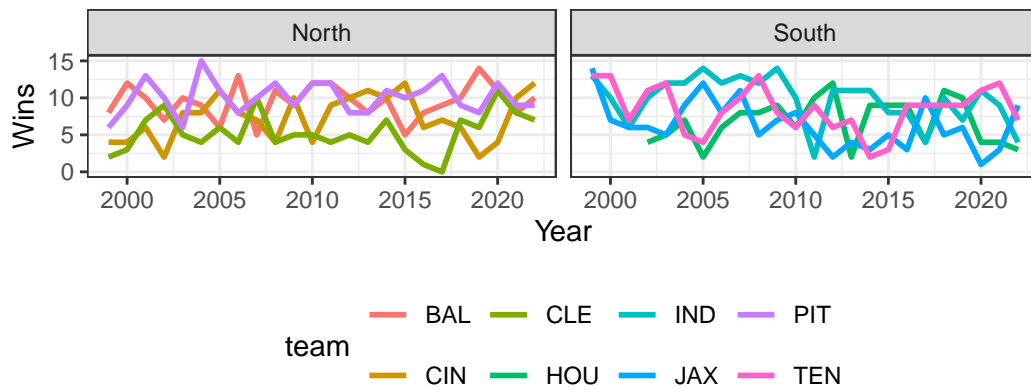 North South
15
10
5
0
Wins
2000 2005 2010 2015 2020 2000 2005 2010 2015 2020
Year
team
BAL CLE IND PIT
CIN HOU JAX TEN